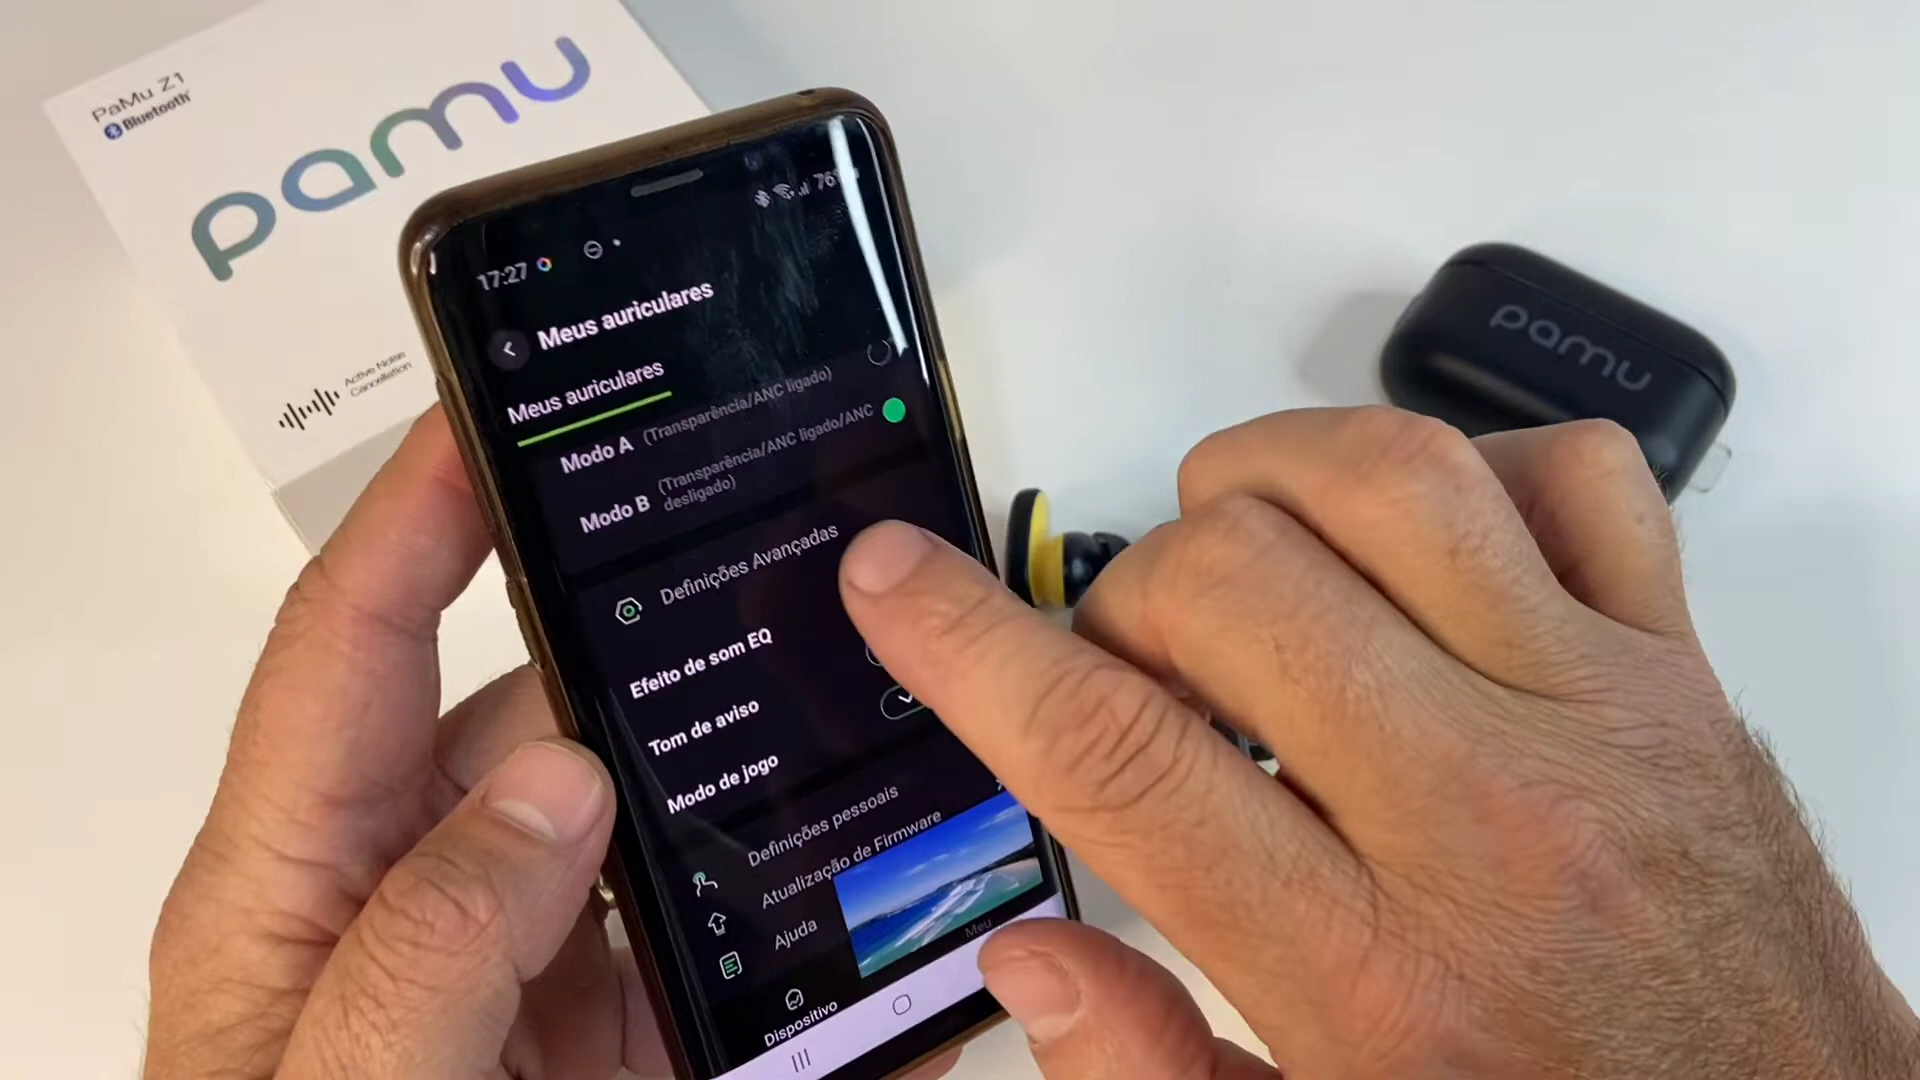 PaMu Z1
Bluetooth
pamu
Active Noise
Cancellation
17:27
76
Meus auriculares
Meus auriculares
Modo A (Transparência/ANC ligado)
Modo B (Transparência/ANC ligado/ANC
desligado)
Definições Avançadas
Efeito de som EQ
Tom de aviso
Modo de jogo
Definições pessoais
Atualização de Firmware
Ajuda
Dispositivo
Meu
pamu